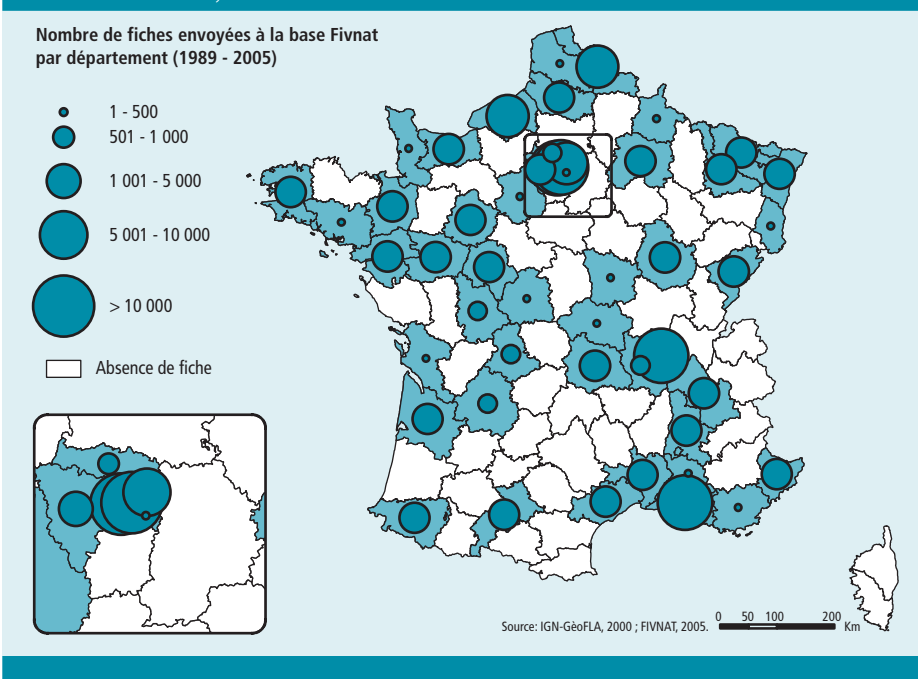 Nombre de fiches envoyées à la base Fivnat
par département (1989 - 2005)
1 - 500
501 - 1 000
1 001 - 5 000
5 001 - 10 000
> 10 000
Absence de fiche
Source: IGN-GèoFLA, 2000 ; FIVNAT, 2005.
0 50 100 200
Km